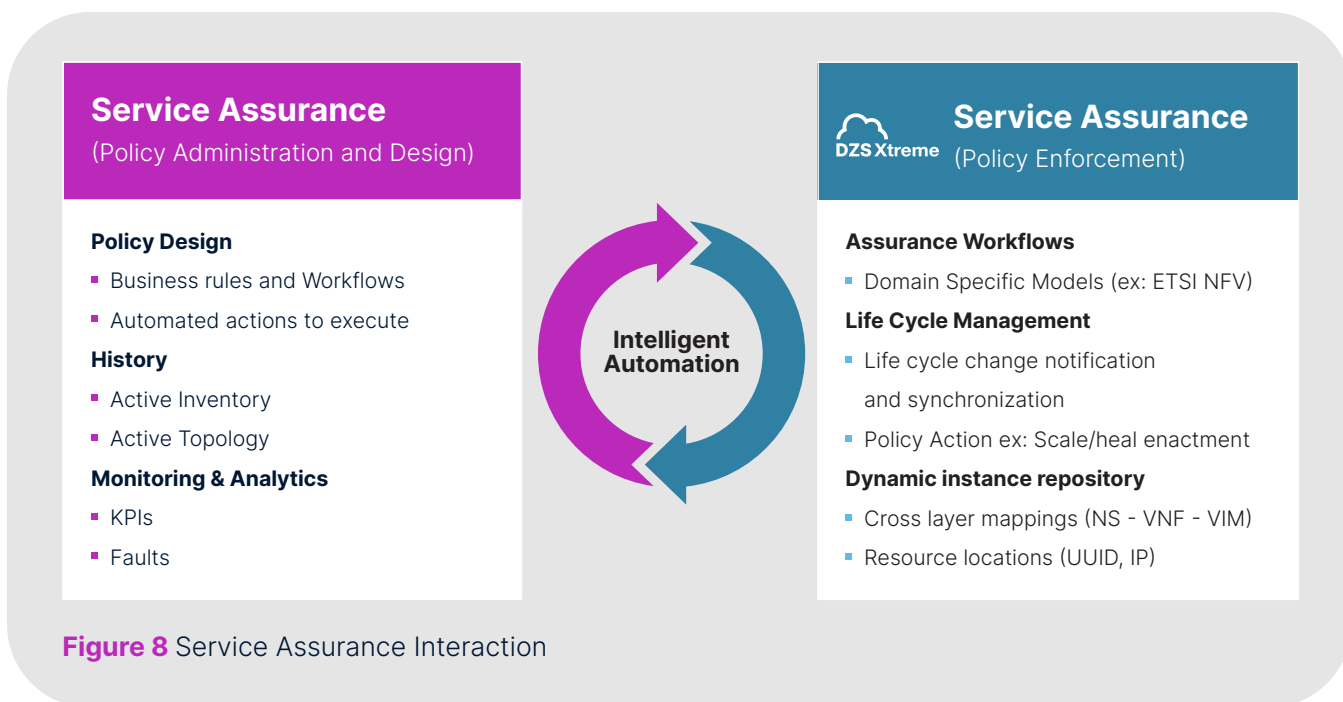 Service Assurance
(Policy Administration and Design)
Policy Design
Business rules and Workflows
Automated actions to execute
History
Active Inventory
Active Topology
Monitoring & Analytics
KPIs
Faults
Intelligent
Automation
DZS Xtreme
Service Assurance
(Policy Enforcement)
Assurance Workflows
Domain Specific Models (ex: ETSI NFV)
Life Cycle Management
Life cycle change notification
and synchronization
Policy Action ex: Scale/heal enactment
Dynamic instance repository
Cross layer mappings (NS - VNF - VIM)
Resource locations (UUID, IP)
Figure 8 Service Assurance Interaction